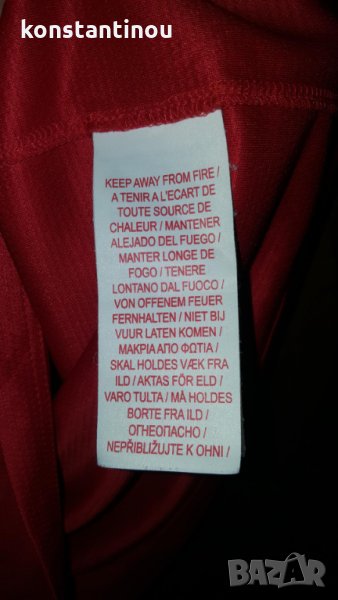 konstantinou
KEEP AWAY FROM FIRE /
A TENIR A L'ECART DE
TOUTE SOURCE DE
CHALEUR / MANTENER
ALEJADO DEL FUEGO /
MANTER LONGE DE
FOGO / TENERE
LONTANO DAL FUOCO /
VON OFFENEM FEUER
FERNHALTEN / NIET BIJ
VUUR LATEN KOMEN /
ΜΑΚΡΙΑ ΑΠΟ ΦΩΤΙΑ /
SKAL HOLDES VÆK FRA
ILD / AKTAS FÖR ELD /
VARO TULTA / MÅ HOLDES
BORTE FRA ILD /
ОГНЕОПАСНО /
NEPŘIBLIŽUJTE K OHNI /
BAZAR